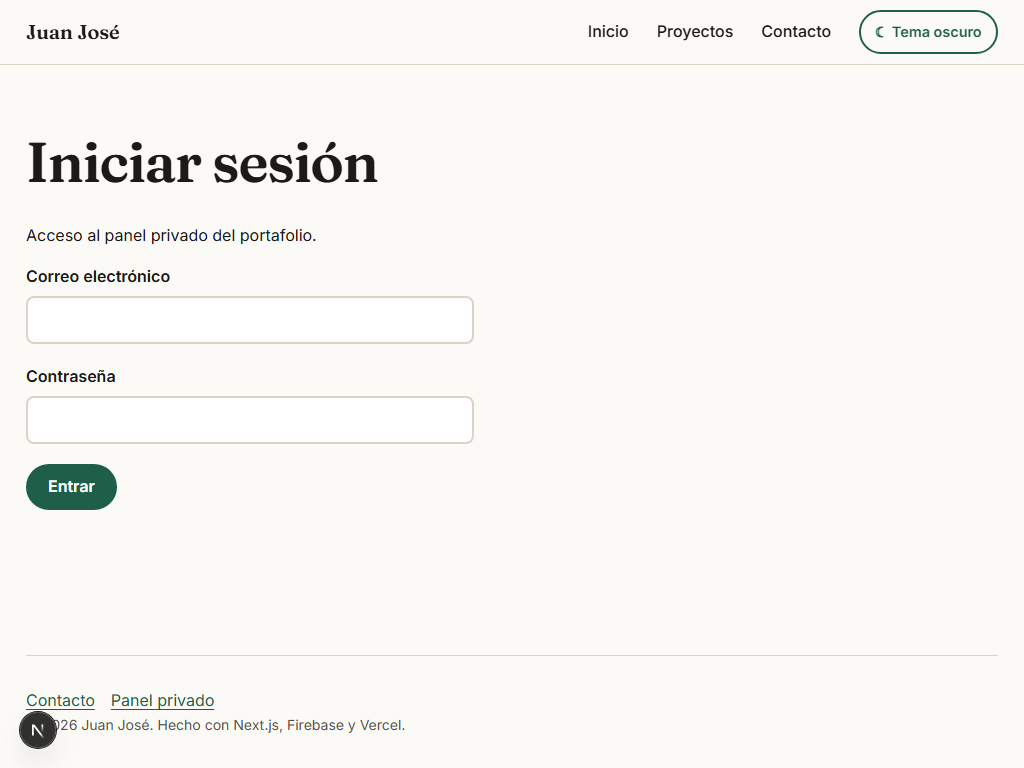 Juan José
Inicio Proyectos Contacto ☾ Tema oscuro
Iniciar sesión
Acceso al panel privado del portafolio.
Correo electrónico
Contraseña
Entrar
Contacto Panel privado
26 Juan José. Hecho con Next.js, Firebase y Vercel.
N